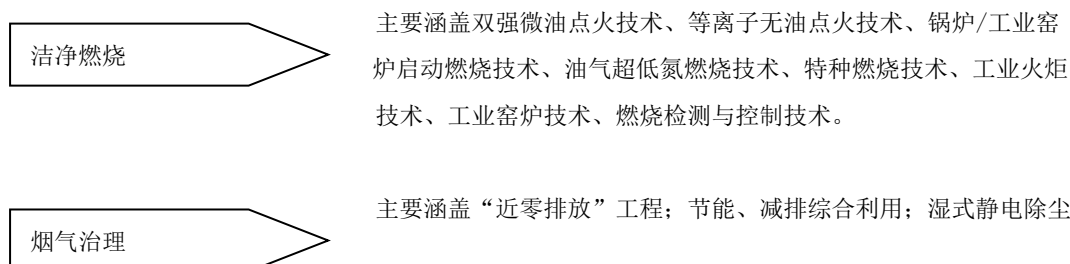 洁净燃烧
主要涵盖双强微油点火技术、等离子无油点火技术、锅炉/工业窑
炉启动燃烧技术、油气超低氮燃烧技术、特种燃烧技术、工业火炬
技术、工业窑炉技术、燃烧检测与控制技术。
烟气治理
主要涵盖“近零排放”工程；节能、减排综合利用；湿式静电除尘